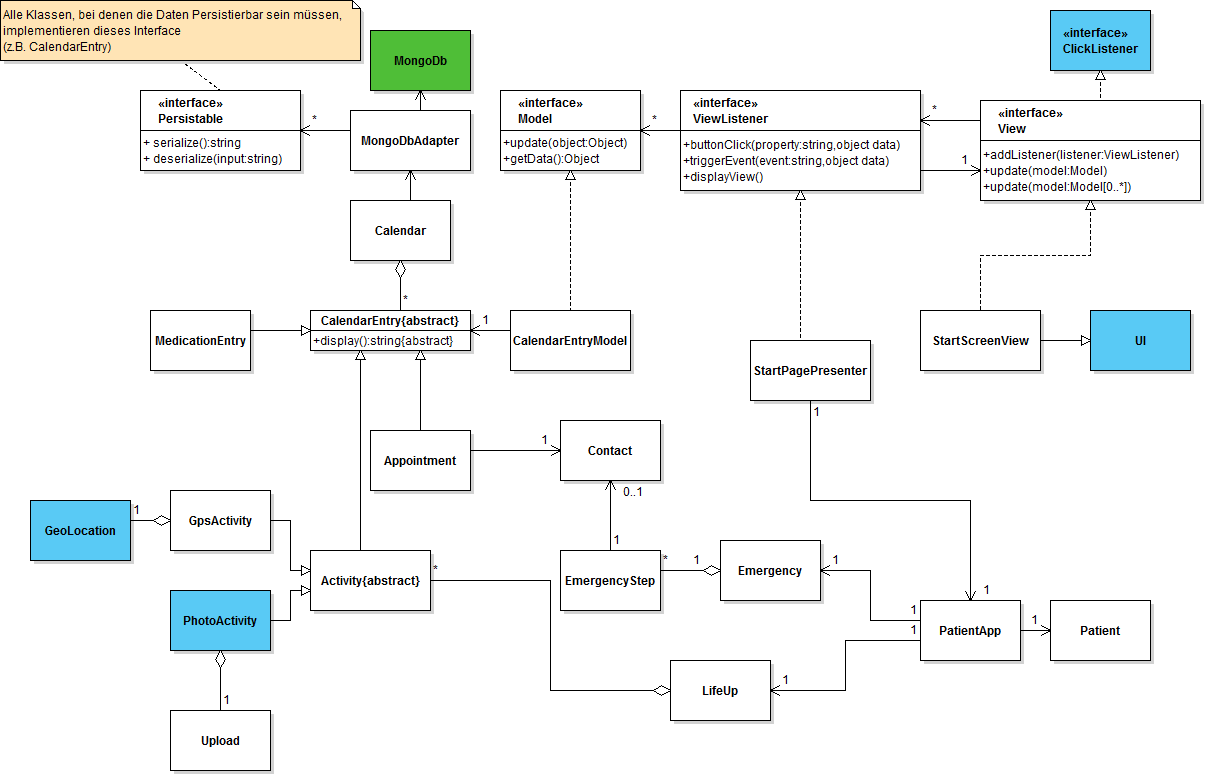 Alle Klassen, bei denen die Daten Persistierbar sein müssen,
implementieren dieses Interface
(z.B. CalendarEntry)
MongoDb
«interface»
ClickListener
«interface»
Persistable
+ serialize():string
+ deserialize(input:string)
*
MongoDbAdapter
«interface»
Model
+update(object:Object)
+getData():Object
*
«interface»
ViewListener
+buttonClick(property:string,object data)
+triggerEvent(event:string,object data)
+displayView()
*
1
«interface»
View
+addListener(listener:ViewListener)
+update(model:Model)
+update(model:Model[0..*])
Calendar
*
MedicationEntry
CalendarEntry{abstract}
+display():string{abstract}
1
CalendarEntryModel
StartPagePresenter
1
StartScreenView
UI
Appointment
1
Contact
0..1
1
GeoLocation
1
GpsActivity
Activity{abstract}
*
EmergencyStep
*
1
Emergency
1
1
1
1
PatientApp
1
Patient
PhotoActivity
1
Upload
LifeUp
1